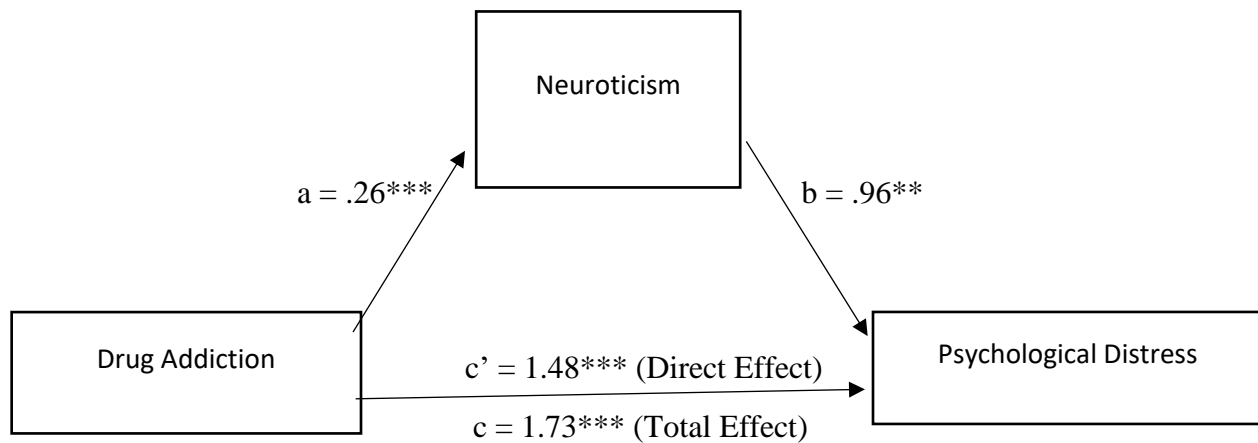 Neuroticism
a = .26***
b = .96**
Drug Addiction
Psychological Distress
c’ = 1.48*** (Direct Effect)
c = 1.73*** (Total Effect)